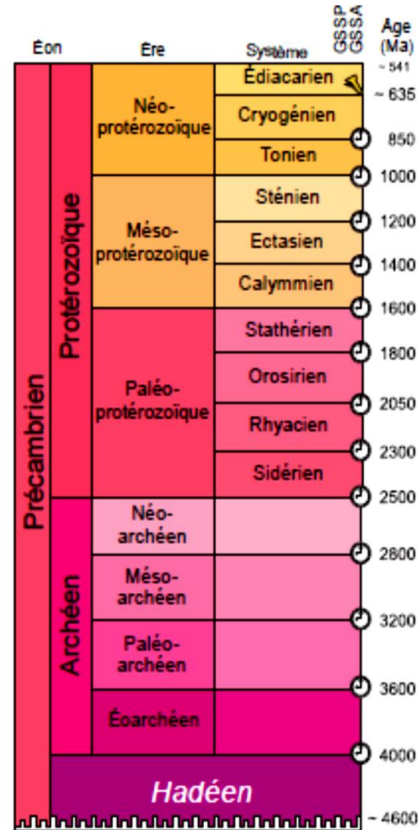 Éon
Ère
Système
GSSP
GSSA
Âge
(Ma)
Précambrien
Protérozoïque
Archéen
Hadéen
Néo-
protérozoïque
Méso-
protérozoïque
Paléo-
protérozoïque
Néo-
archéen
Méso-
archéen
Paléo-
archéen
Éoarchéen
Édiacarien
Cryogénien
Tonien
Sténien
Ectasien
Calymmien
Stathérien
Orosirien
Rhyacien
Sidérien
~ 541
~ 635
850
1000
1200
1400
1600
1800
2050
2300
2500
2800
3200
3600
4000
~ 4600